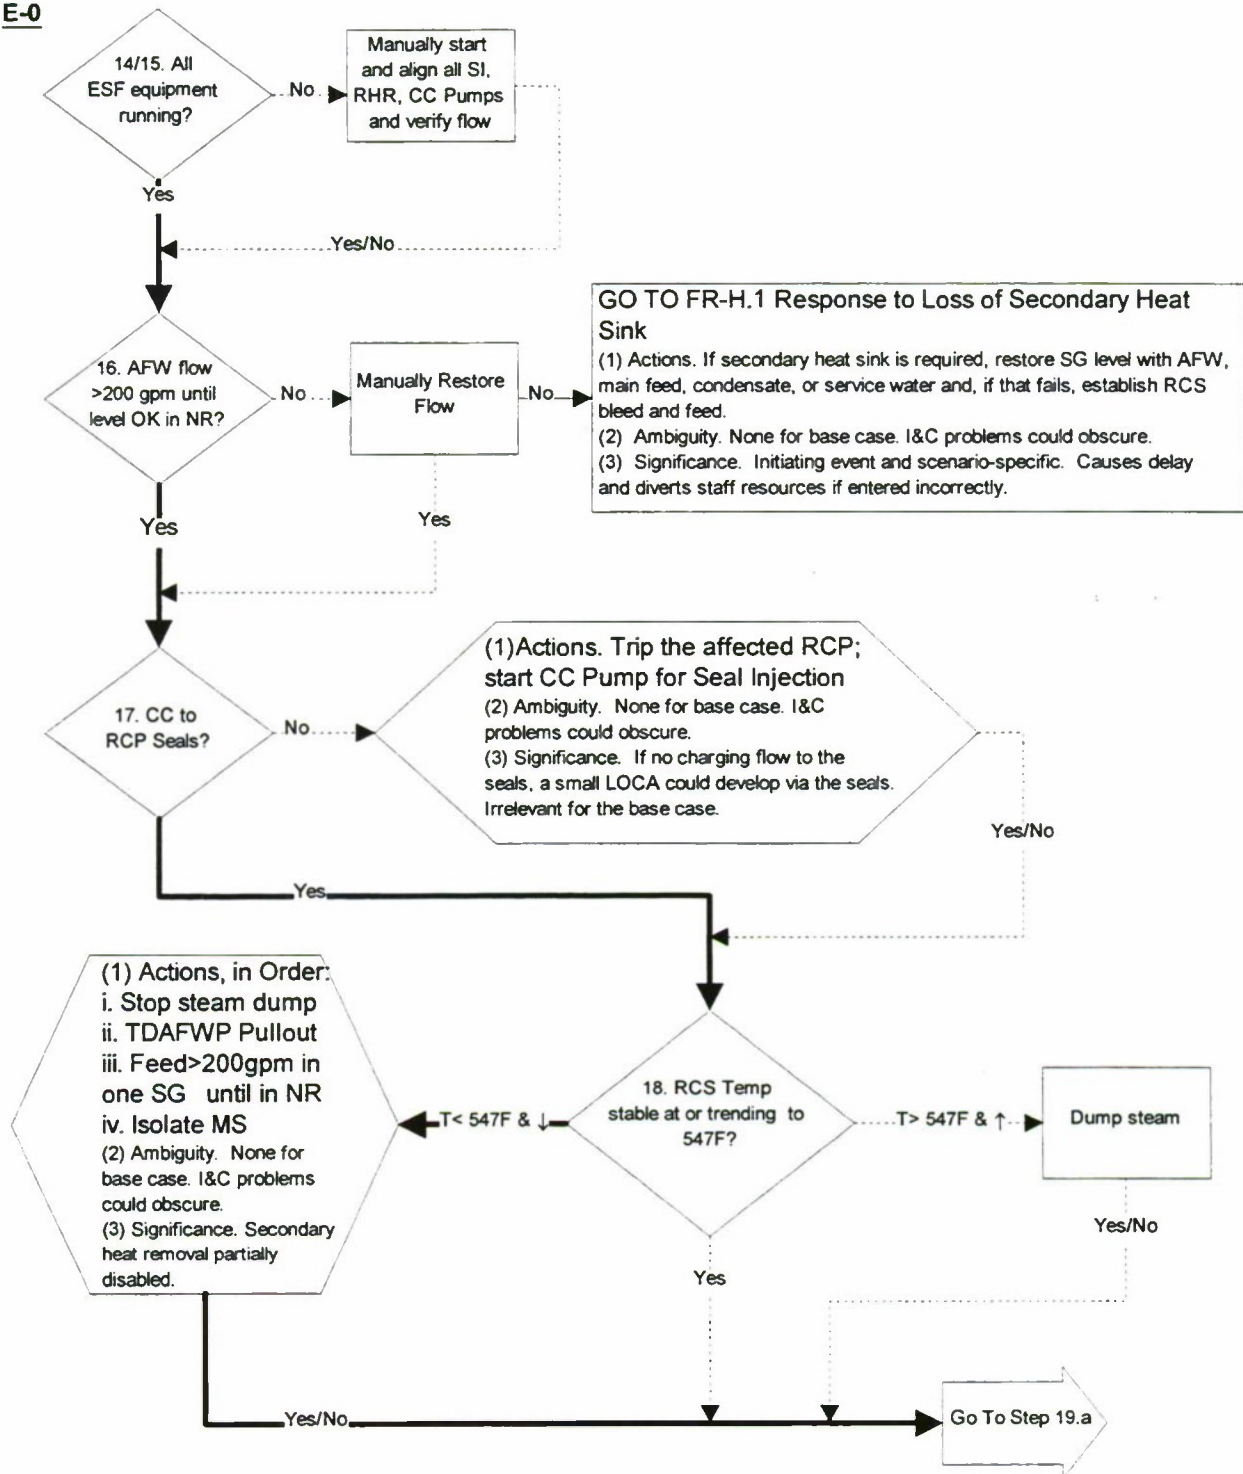 E-0
14/15. All
ESF equipment
running?
No
Manually start
and align all SI,
RHR, CC Pumps
and verify flow
Yes
Yes/No
16. AFW flow
>200 gpm until
level OK in NR?
No
Manually Restore
Flow
No
GO TO FR-H.1 Response to Loss of Secondary Heat
Sink
(1) Actions. If secondary heat sink is required, restore SG level with AFW,
main feed, condensate, or service water and, if that fails, establish RCS
bleed and feed.
(2) Ambiguity. None for base case. I&C problems could obscure.
(3) Significance. Initiating event and scenario-specific. Causes delay
and diverts staff resources if entered incorrectly.
Yes
Yes
17. CC to
RCP Seals?
No
(1)Actions. Trip the affected RCP;
start CC Pump for Seal Injection
(2) Ambiguity. None for base case. I&C
problems could obscure.
(3) Significance. If no charging flow to the
seals, a small LOCA could develop via the seals.
Irrelevant for the base case.
Yes/No
Yes
(1) Actions, in Order:
i. Stop steam dump
ii. TDAFWP Pullout
iii. Feed>200gpm in
one SG until in NR
iv. Isolate MS
(2) Ambiguity. None for
base case. I&C problems
could obscure.
(3) Significance. Secondary
heat removal partially
disabled.
T< 547F & ↓
18. RCS Temp
stable at or trending to
547F?
T> 547F & ↑
Dump steam
Yes/No
Yes
Yes/No
Go To Step 19.a